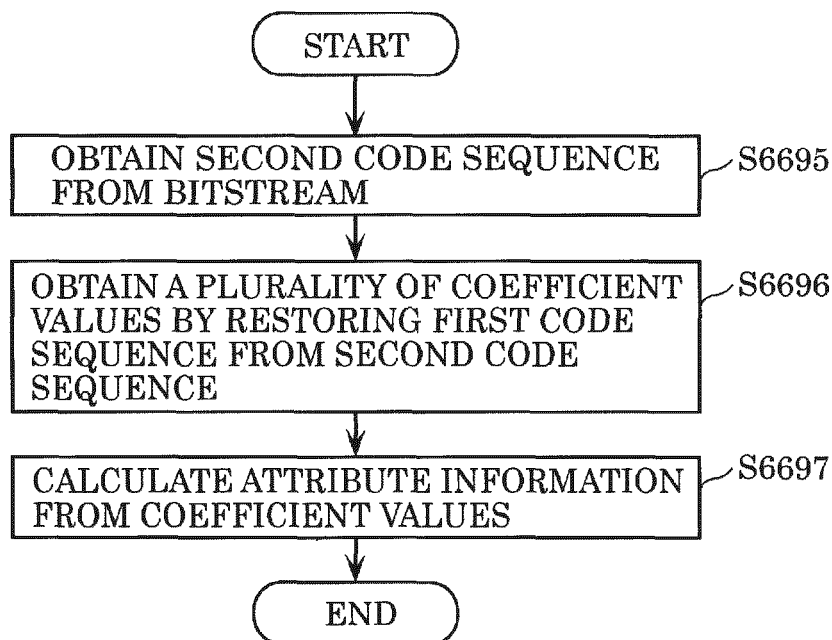 START
OBTAIN SECOND CODE SEQUENCE
FROM BITSTREAM
S6695
OBTAIN A PLURALITY OF COEFFICIENT
VALUES BY RESTORING FIRST CODE
SEQUENCE FROM SECOND CODE
SEQUENCE
S6696
CALCULATE ATTRIBUTE INFORMATION
FROM COEFFICIENT VALUES
S6697
END